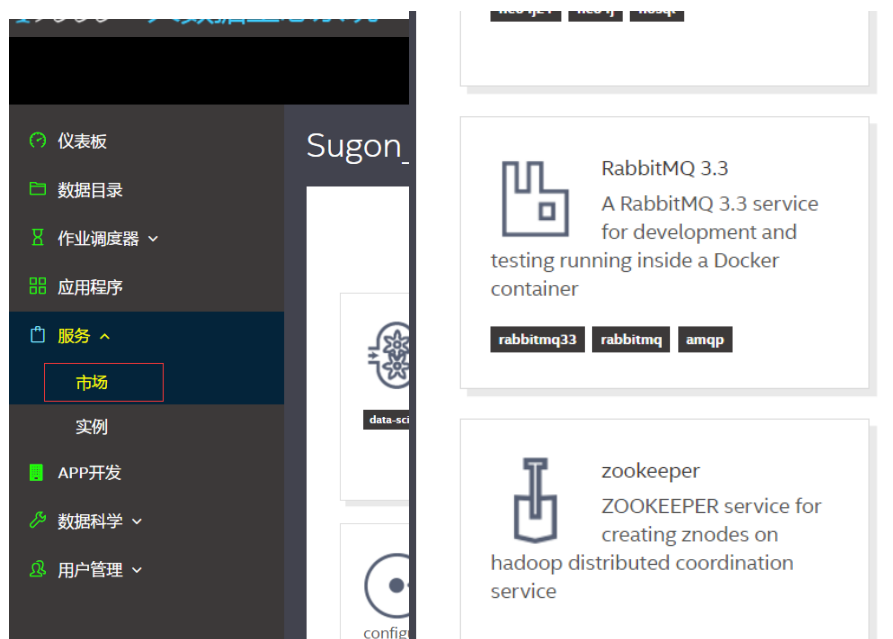 仪表板
数据目录
作业调度器
应用程序
服务
市场
实例
APP开发
数据科学
用户管理
Sugon_
data-sci
config
RabbitMQ 3.3
A RabbitMQ 3.3 service
for development and
testing running inside a Docker
container
rabbitmq33 rabbitmq amqp
zookeeper
ZOOKEEPER service for
creating znodes on
hadoop distributed coordination
service